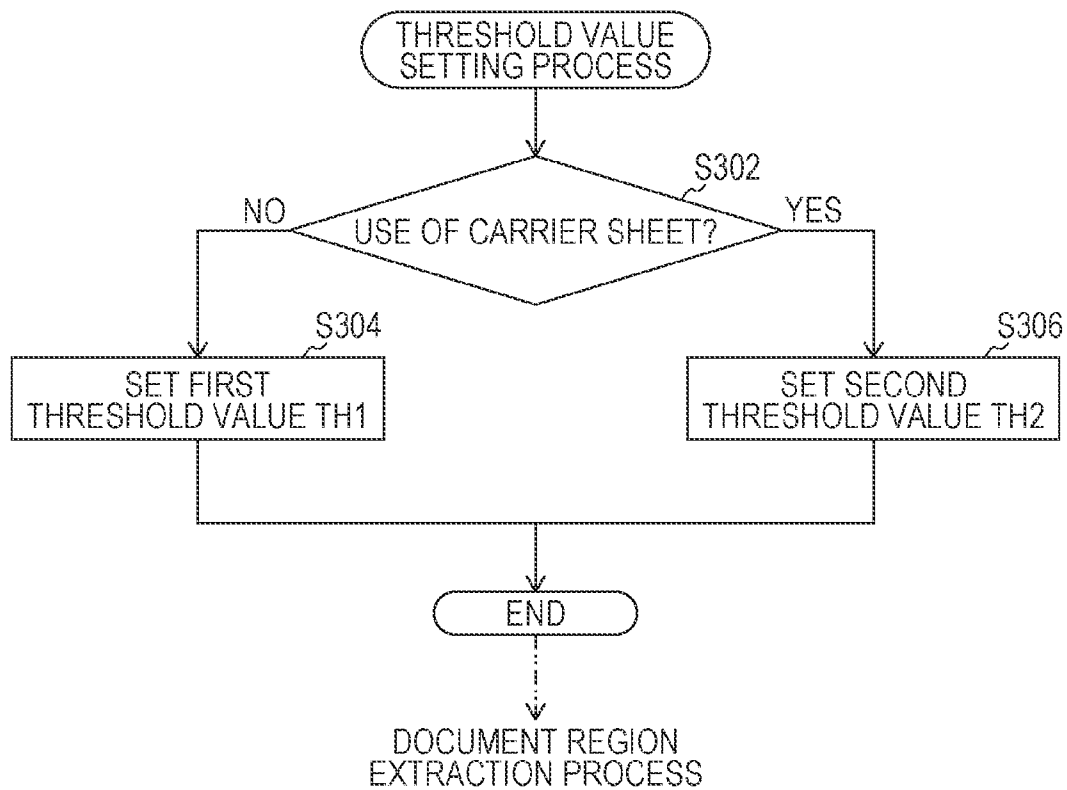 THRESHOLD VALUE
SETTING PROCESS
S302
NO
USE OF CARRIER SHEET?
YES
S304
SET FIRST
THRESHOLD VALUE TH1
S306
SET SECOND
THRESHOLD VALUE TH2
END
DOCUMENT REGION
EXTRACTION PROCESS